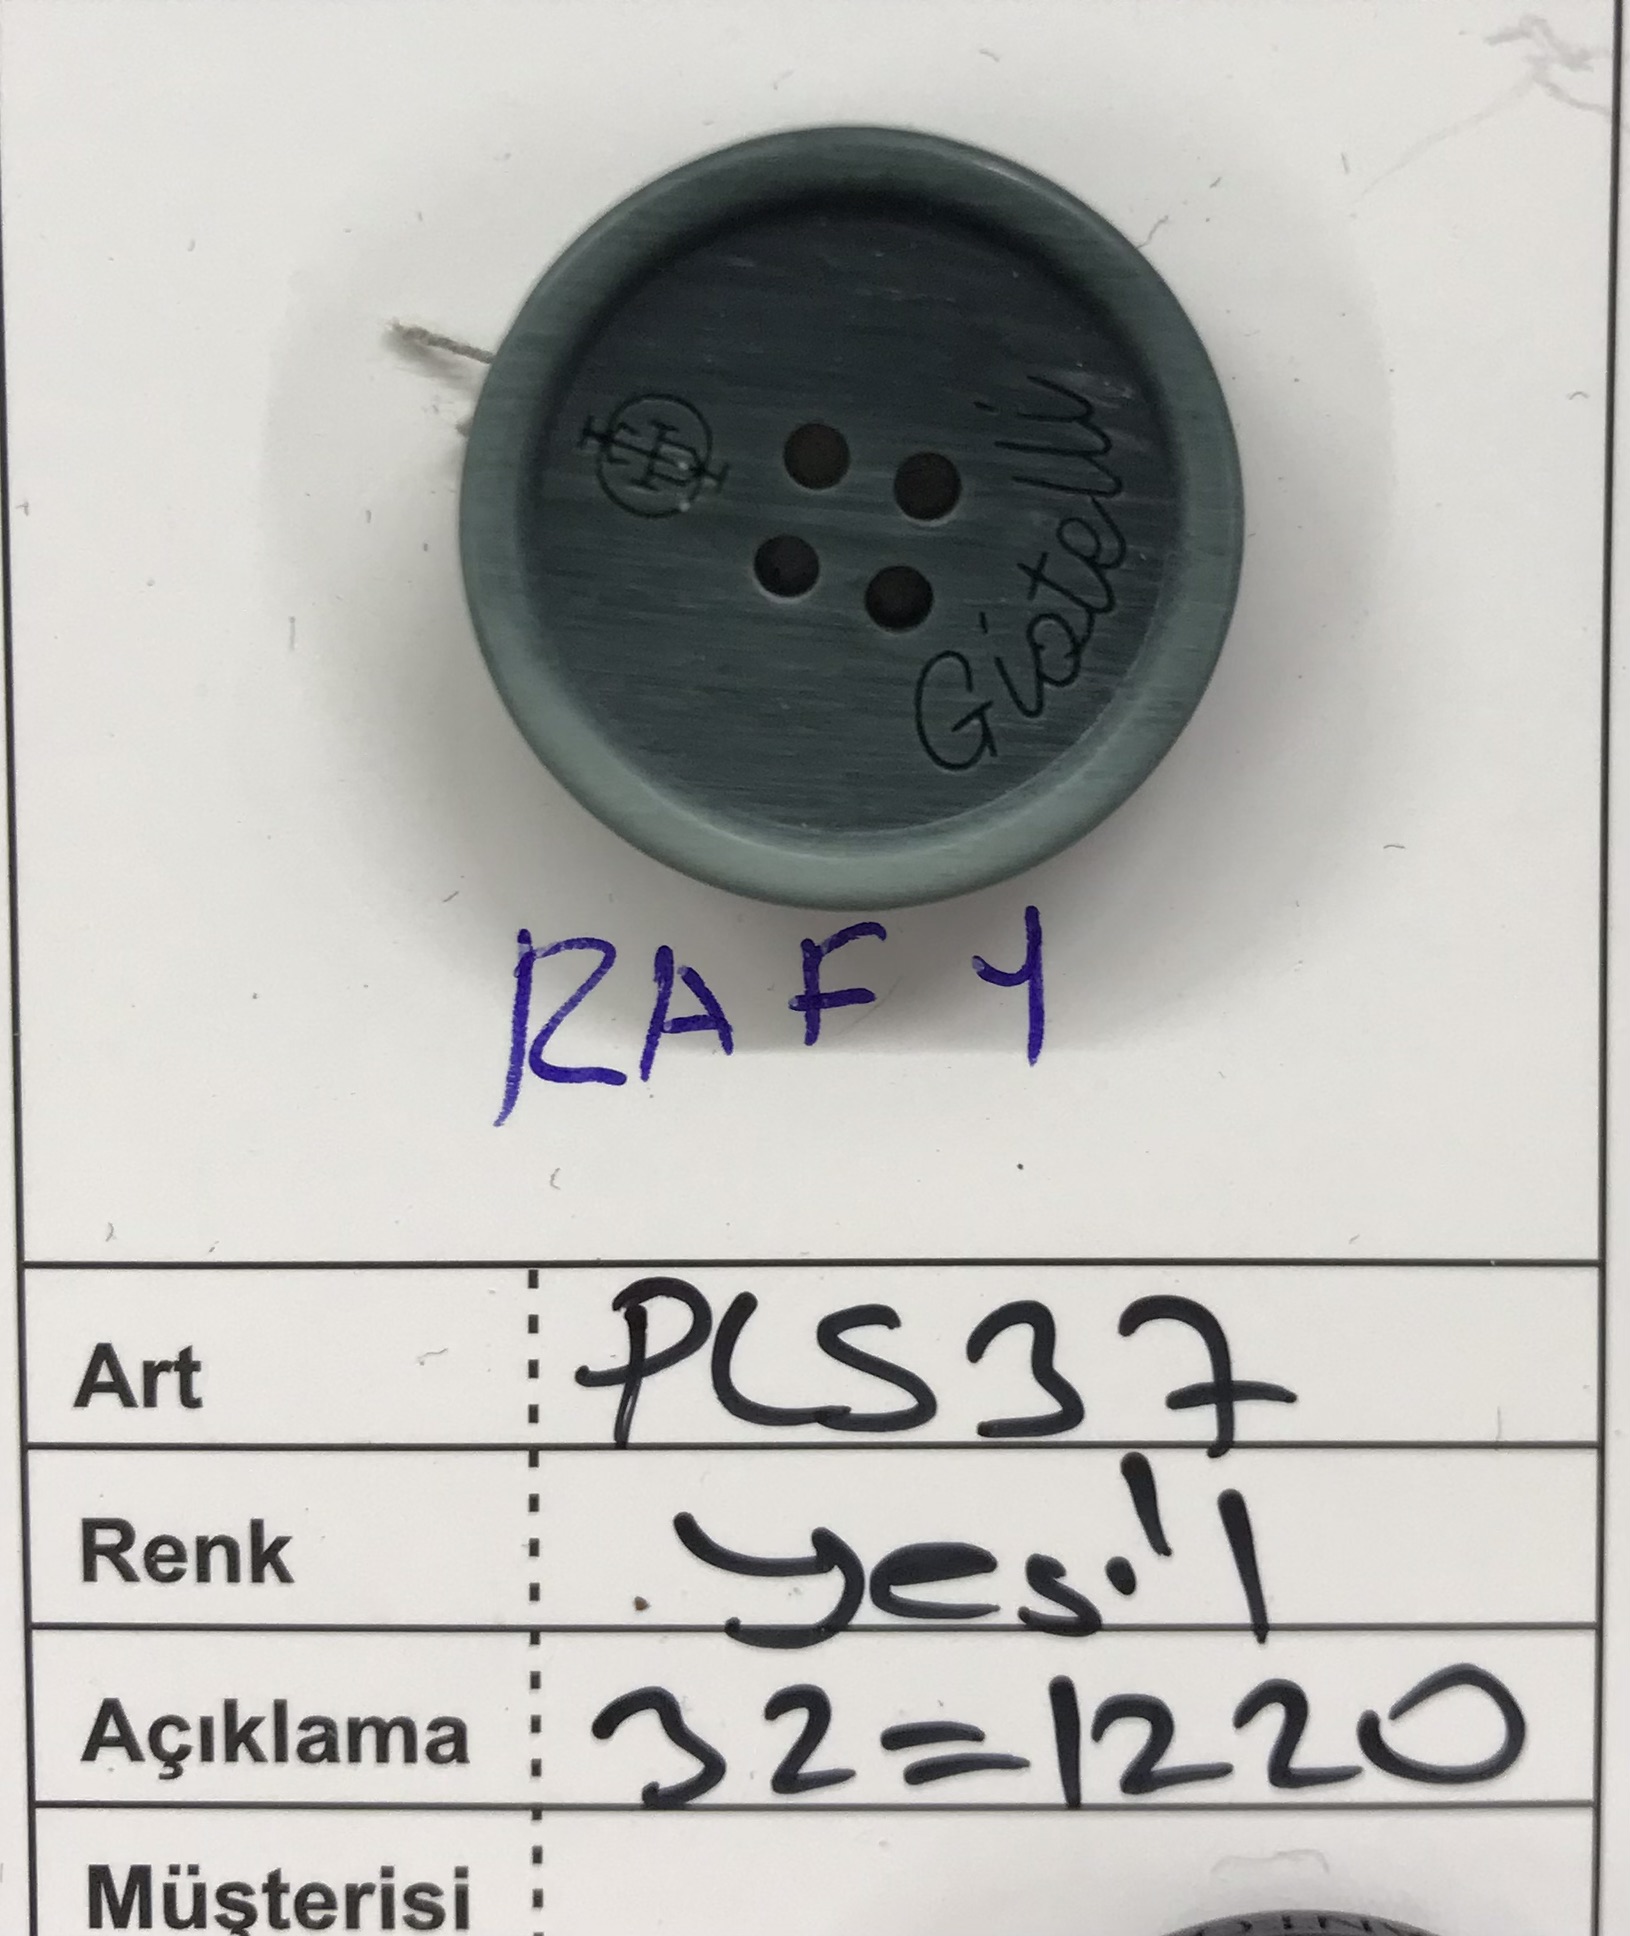 Giotelli
RAF 4
Art PLS37
Renk yeşil
Açıklama 32=1220
Müşterisi